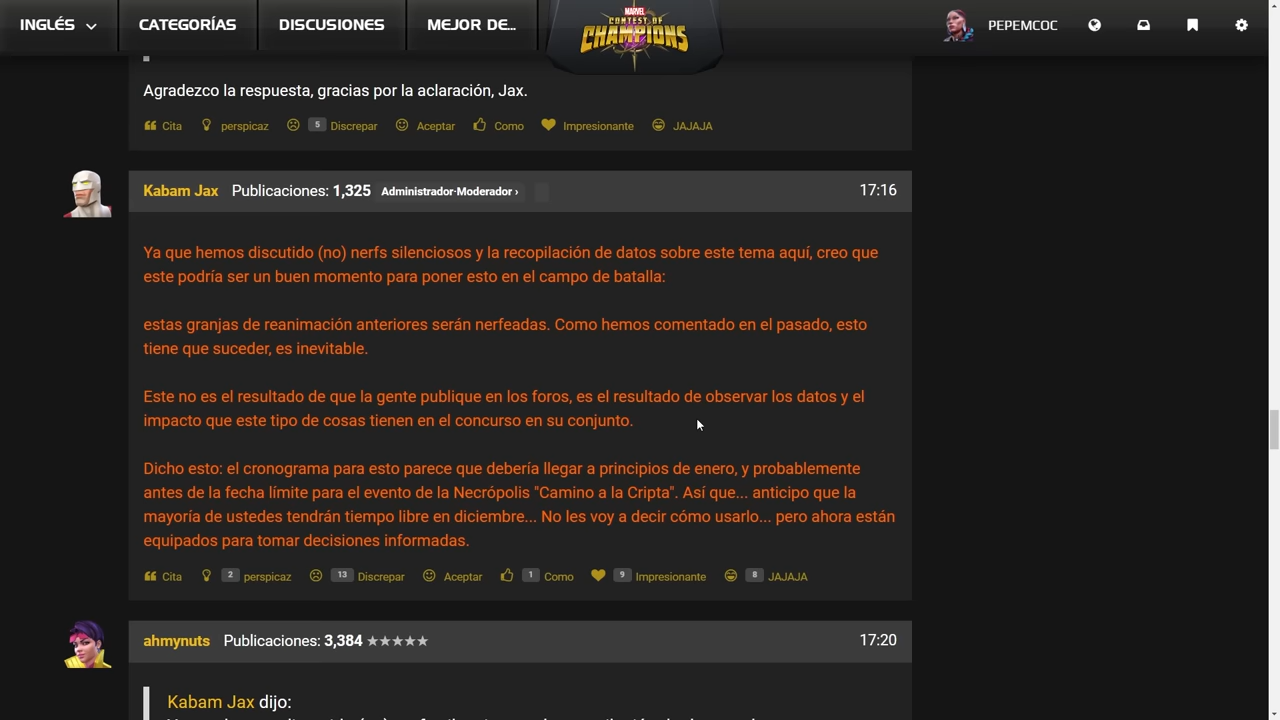 INGLÉS CATEGORÍAS DISCUSIONES MEJOR DE... MARVEL CONTEST OF CHAMPIONS PEPEMCOC
Agradezco la respuesta, gracias por la aclaración, Jax.
Cita perspicaz 5 Discrepar Aceptar Como Impresionante JAJAJA
Kabam Jax Publicaciones: 1,325 Administrador·Moderador › 17:16
Ya que hemos discutido (no) nerfs silenciosos y la recopilación de datos sobre este tema aquí, creo que
este podría ser un buen momento para poner esto en el campo de batalla:
estas granjas de reanimación anteriores serán nerfeadas. Como hemos comentado en el pasado, esto
tiene que suceder, es inevitable.
Este no es el resultado de que la gente publique en los foros, es el resultado de observar los datos y el
impacto que este tipo de cosas tienen en el concurso en su conjunto.
Dicho esto: el cronograma para esto parece que debería llegar a principios de enero, y probablemente
antes de la fecha límite para el evento de la Necrópolis "Camino a la Cripta". Así que... anticipo que la
mayoría de ustedes tendrán tiempo libre en diciembre... No les voy a decir cómo usarlo... pero ahora están
equipados para tomar decisiones informadas.
Cita 2 perspicaz 13 Discrepar Aceptar 1 Como 9 Impresionante 8 JAJAJA
ahmynuts Publicaciones: 3,384 ★★★★★ 17:20
Kabam Jax dijo: